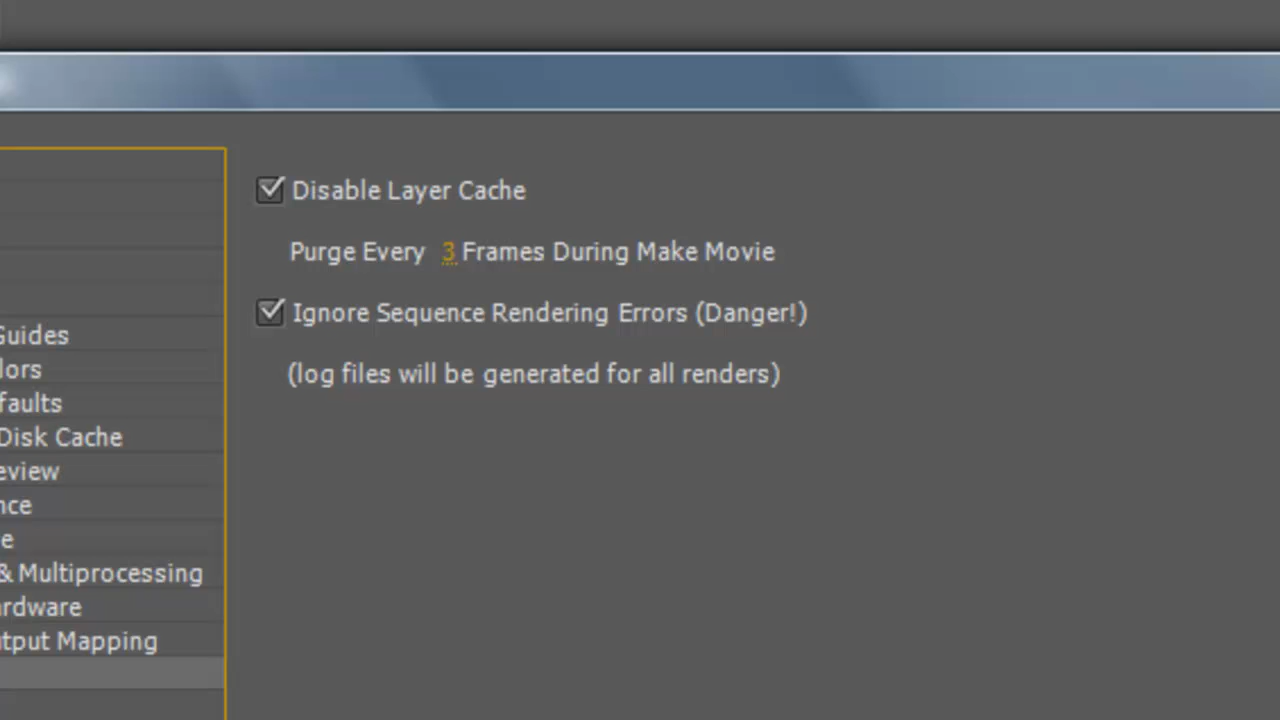 Disable Layer Cache
Purge Every 3 Frames During Make Movie
Ignore Sequence Rendering Errors (Danger!)
(log files will be generated for all renders)
Guides
lors
faults
Disk Cache
eview
nce
e
& Multiprocessing
ardware
utput Mapping